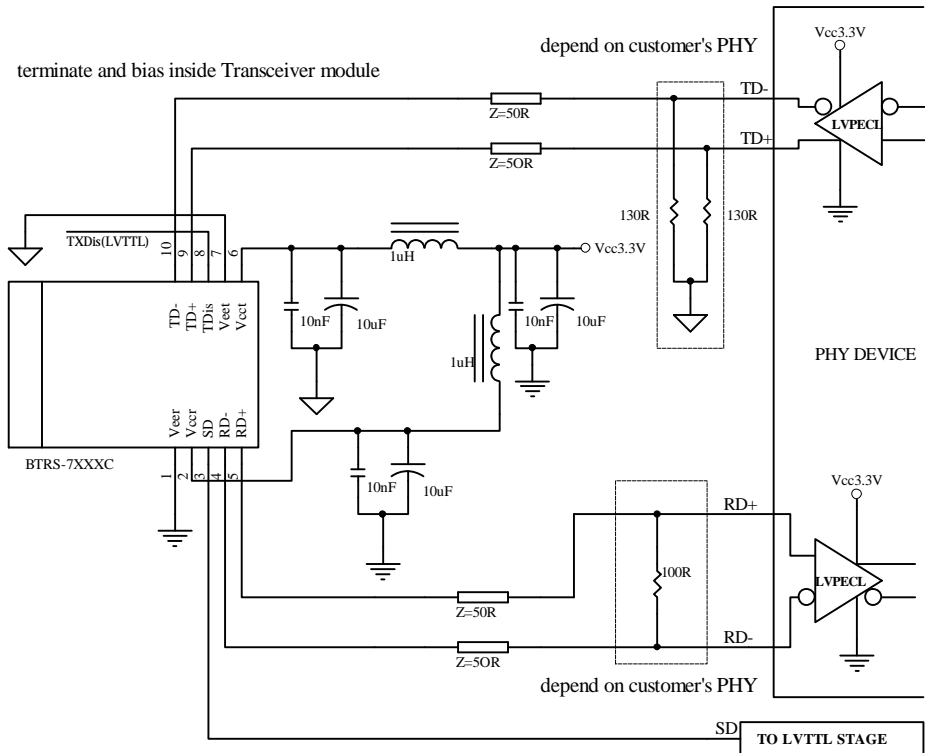 depend on customer's PHY
Vcc3.3V
terminate and bias inside Transceiver module
TD-
Z=50R
LVPECL
TD+
Z=5OR
130R
130R
TXDis(LVTTL)
10
9
8
7
6
1uH
Vcc3.3V
TD-
TD+
TDis
Veet
Vcct
10nF
10uF
10nF
10uF
1uH
PHY DEVICE
Veer
Vccr
SD
RD-
RD+
BTRS-7XXXC
1
2
3
4
5
10nF
10uF
Vcc3.3V
RD+
100R
LVPECL
Z=50R
RD-
Z=5OR
depend on customer's PHY
SD
TO LVTTL STAGE